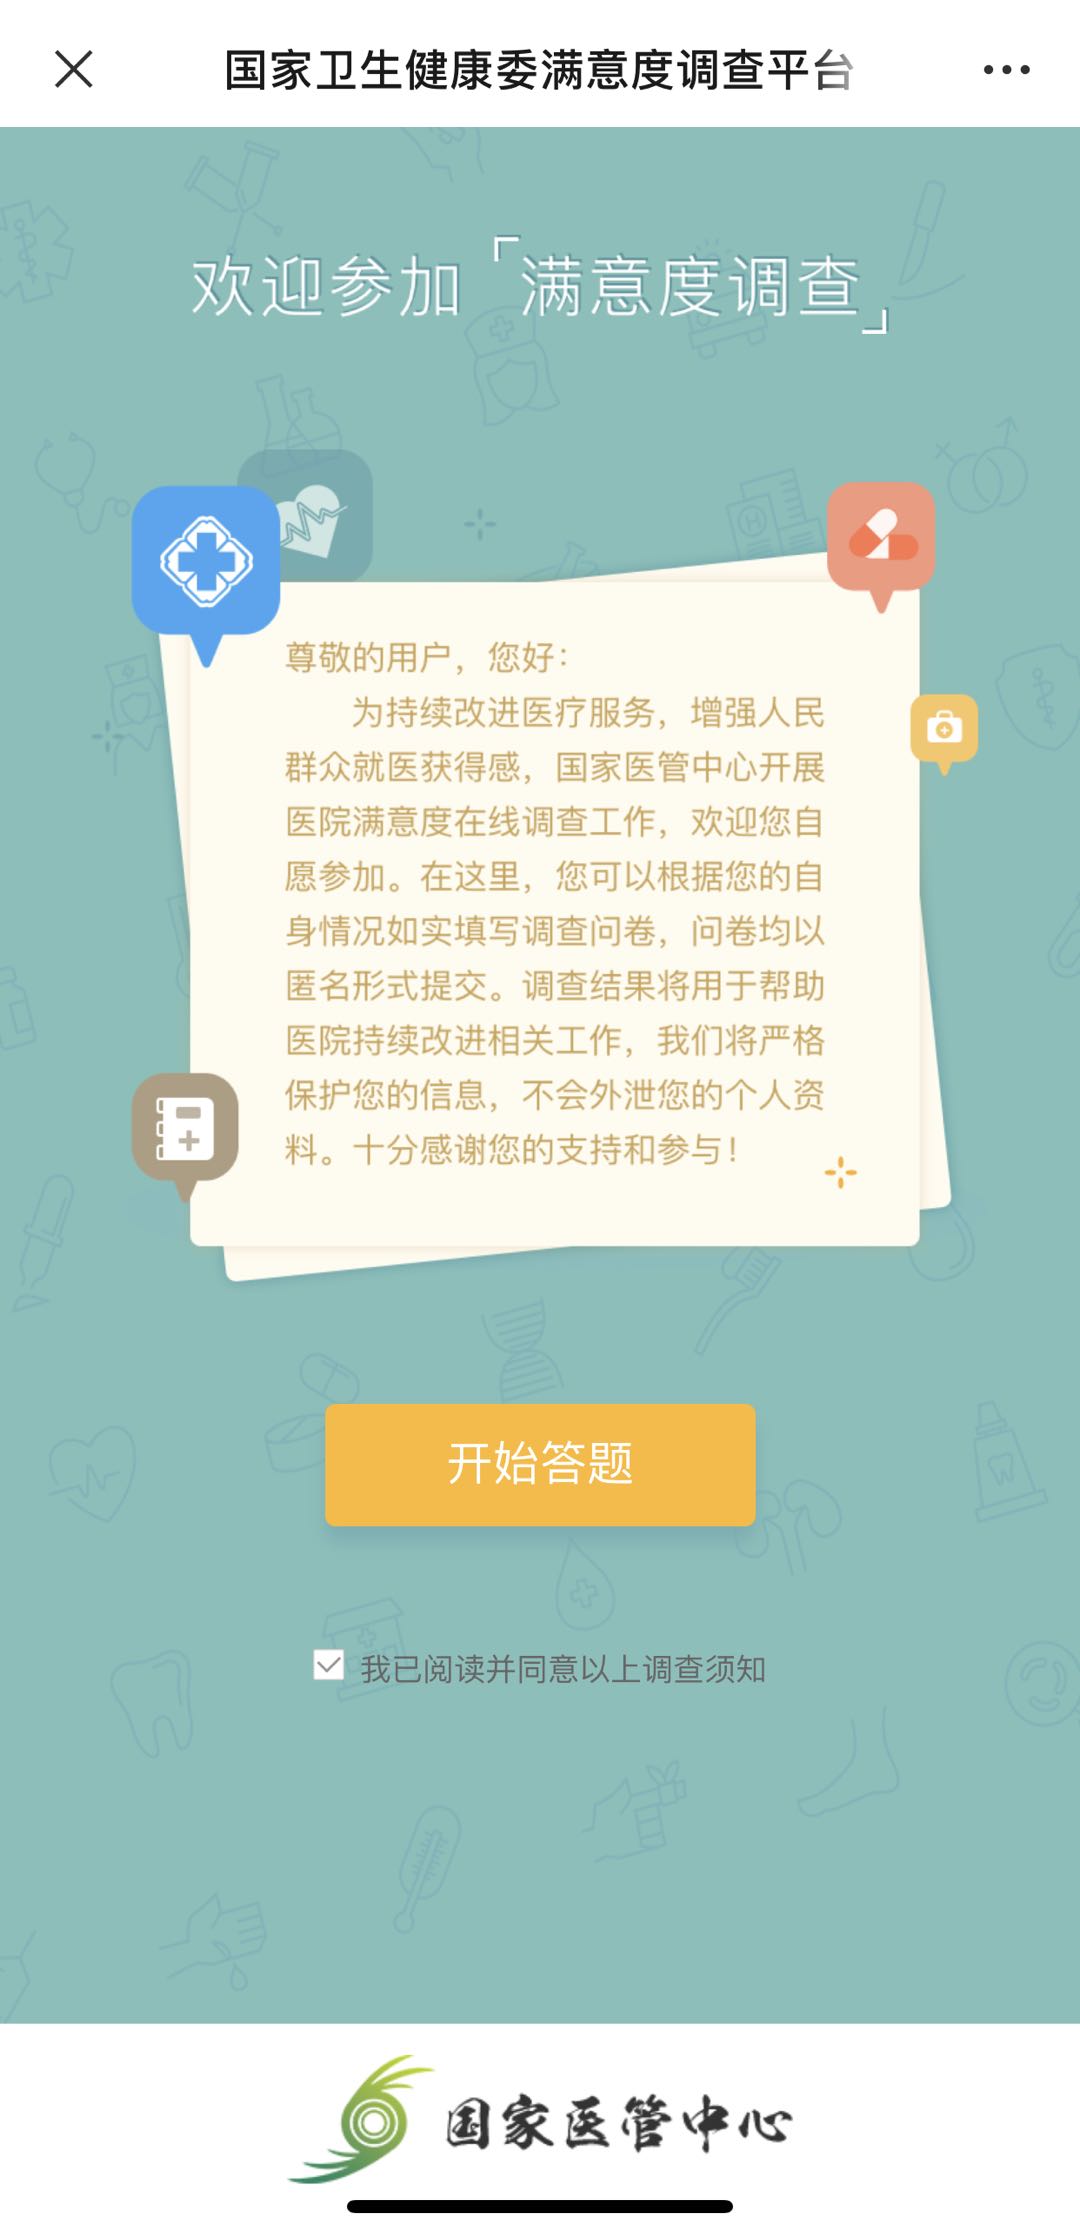 国家卫生健康委满意度调查平台
欢迎参加「满意度调查」
尊敬的用户，您好：
为持续改进医疗服务，增强人民
群众就医获得感，国家医管中心开展
医院满意度在线调查工作，欢迎您自
愿参加。在这里，您可以根据您的自
身情况如实填写调查问卷，问卷均以
匿名形式提交。调查结果将用于帮助
医院持续改进相关工作，我们将严格
保护您的信息，不会外泄您的个人资
料。十分感谢您的支持和参与！
开始答题
我已阅读并同意以上调查须知
国家医管中心